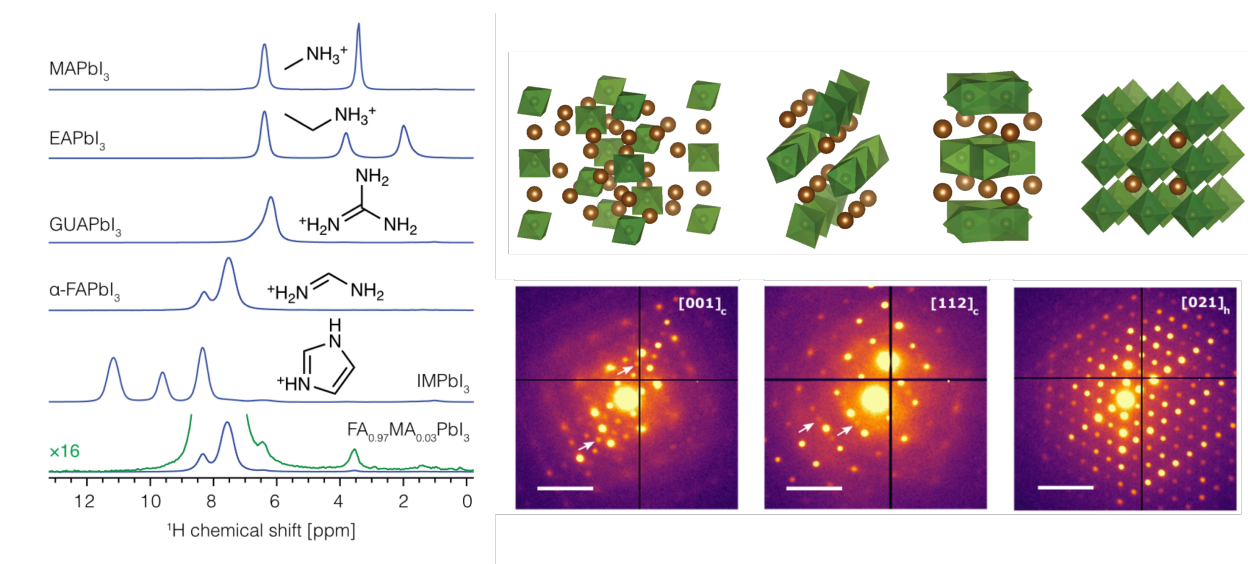 MAPbI3
NH3+
EAPbI3
NH3+
NH2
GUAPbI3
+H2N
NH2
α-FAPbI3
+H2N
NH2
H
N
+HN
IMPbI3
×16
FA0.97MA0.03PbI3
12 10 8 6 4 2 0
1H chemical shift [ppm]
[001]c
[112]c
[021]h